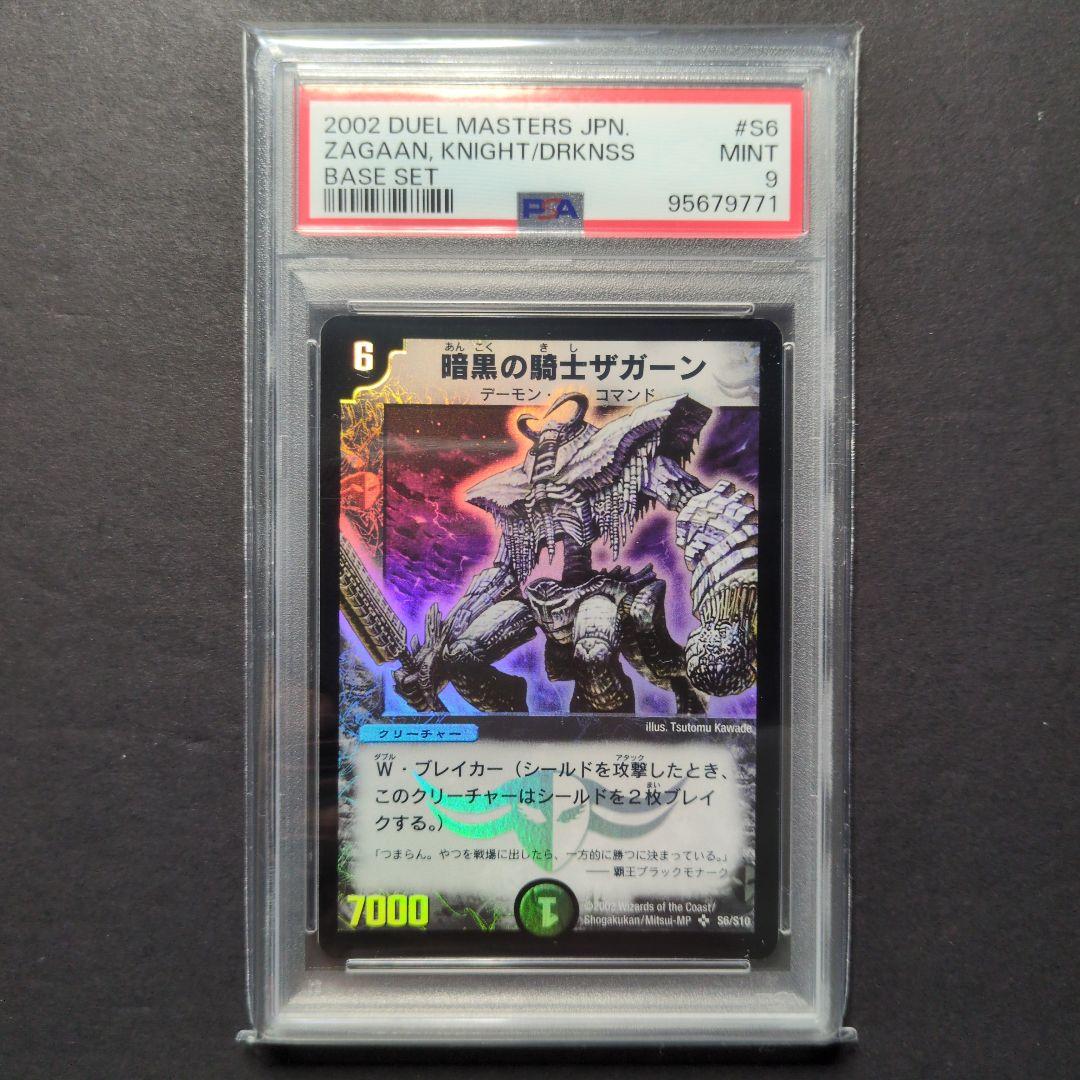 2002 DUEL MASTERS JPN. #S6
ZAGAAN, KNIGHT/DRKNSS MINT
BASE SET 9
PSA 95679771
6
あんこく きし
暗黒の騎士ザガーン
デーモン・コマンド
illus. Tsutomu Kawade
クリーチャー
ダブル アタック
W・ブレイカー（シールドを攻撃したとき、
まい
このクリーチャーはシールドを2枚ブレイ
クする。）
「つまらん。やつを戦場に出したら、一方的に勝つに決まっている。」
―― 覇王ブラックモナーク
7000
1
©2002 Wizards of the Coast/
Shogakukan/Mitsui-MP S6/S10